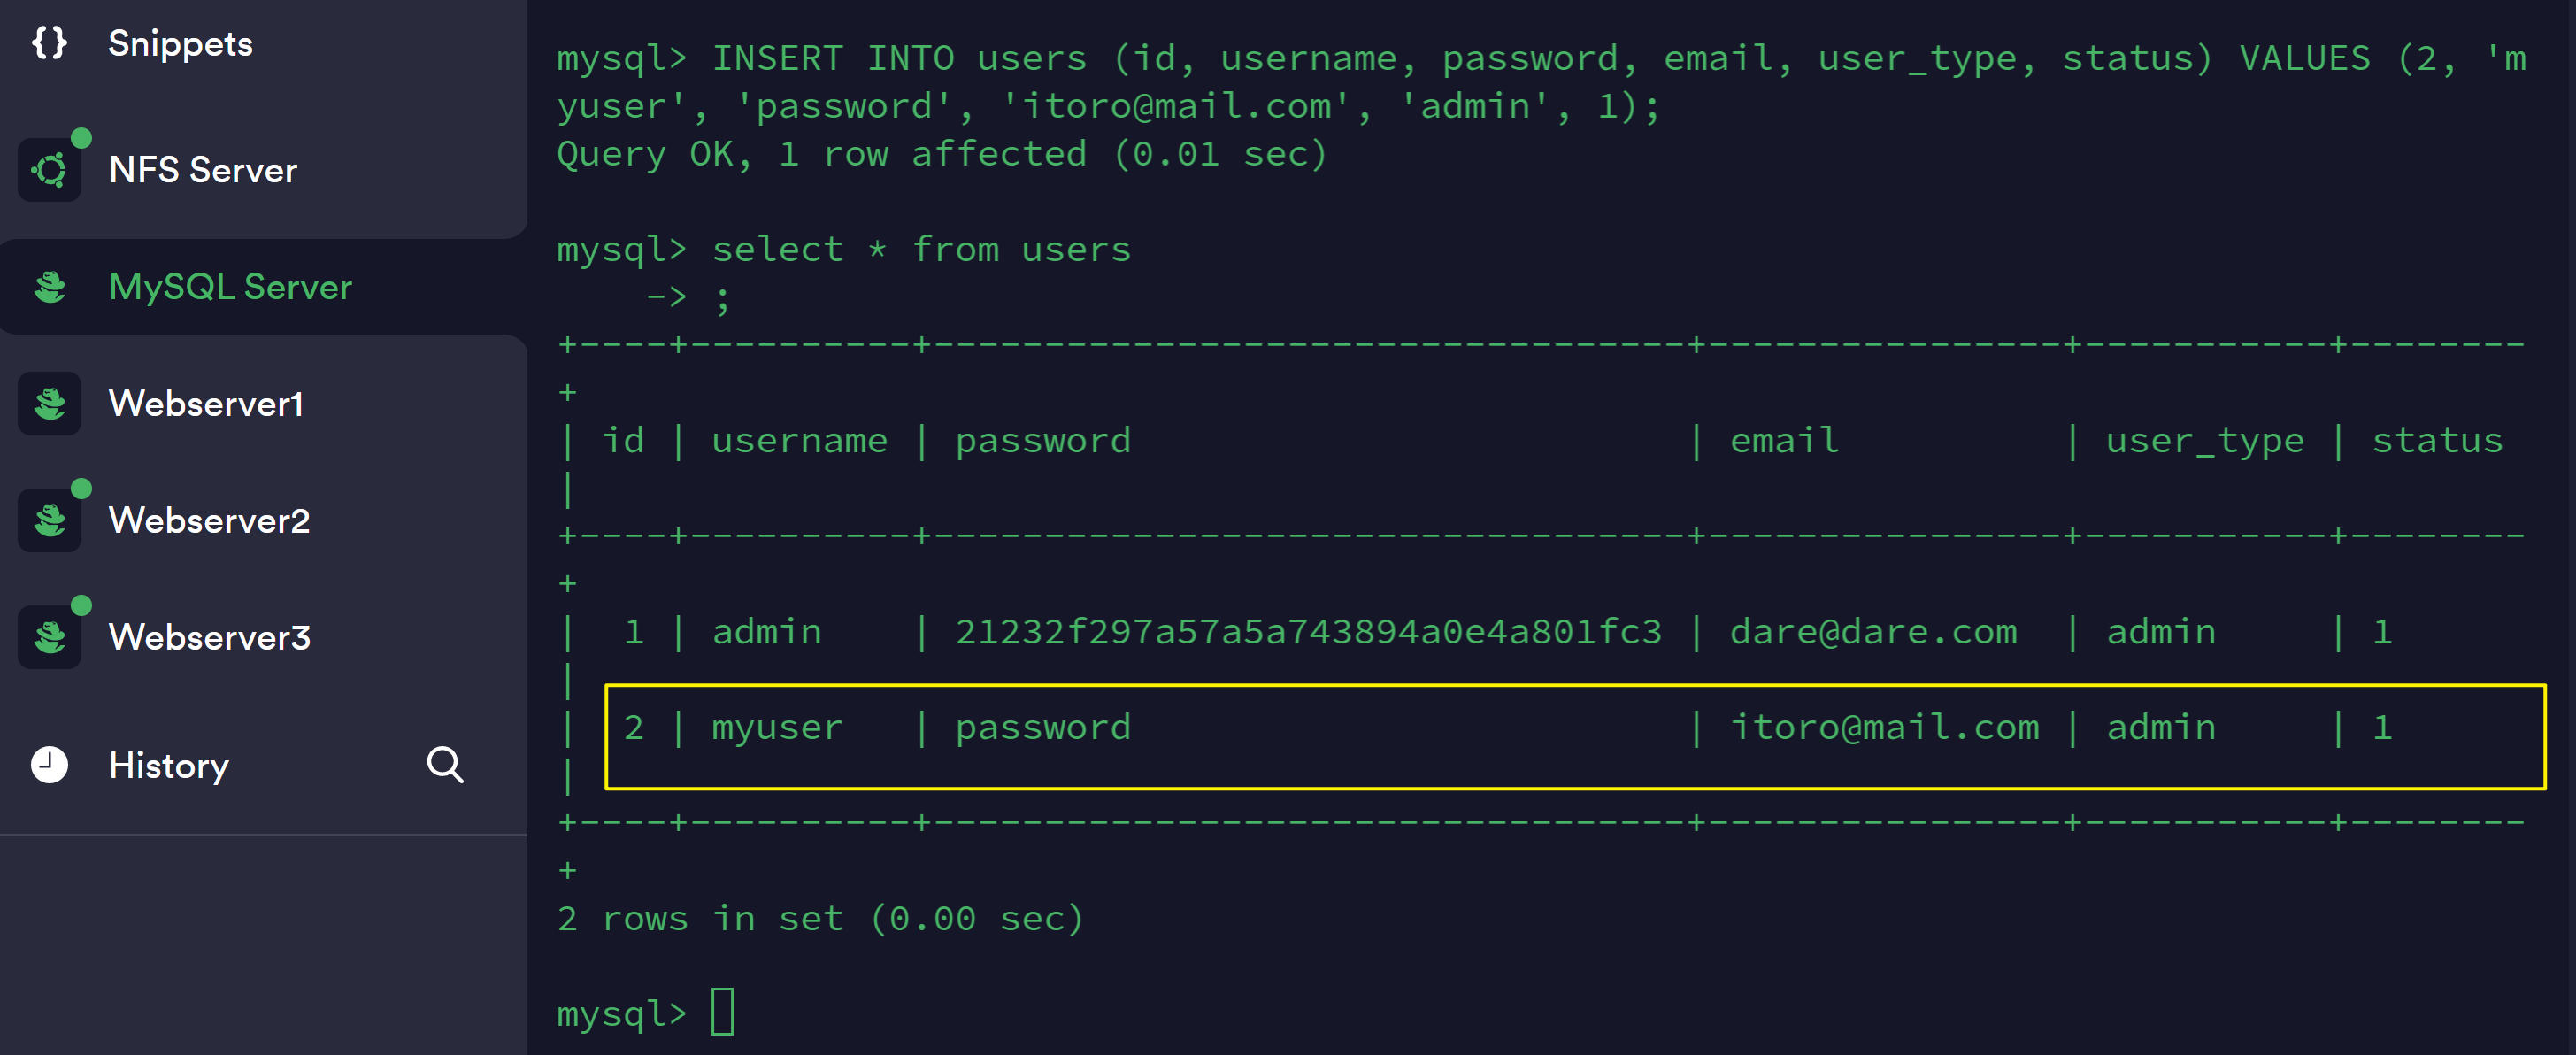 Snippets
NFS Server
MySQL Server
Webserver1
Webserver2
Webserver3
History
mysql> INSERT INTO users (id, username, password, email, user_type, status) VALUES (2, 'm
yuser', 'password', 'itoro@mail.com', 'admin', 1);
Query OK, 1 row affected (0.01 sec)
mysql> select * from users
    -> ;
+----+----------+----------------------------------+----------------+-----------+--------
+
| id | username | password                         | email          | user_type | status
|
+----+----------+----------------------------------+----------------+-----------+--------
+
|  1 | admin    | 21232f297a57a5a743894a0e4a801fc3 | dare@dare.com  | admin     | 1
|
|  2 | myuser   | password                         | itoro@mail.com | admin     | 1
|
+----+----------+----------------------------------+----------------+-----------+--------
+
2 rows in set (0.00 sec)
mysql>